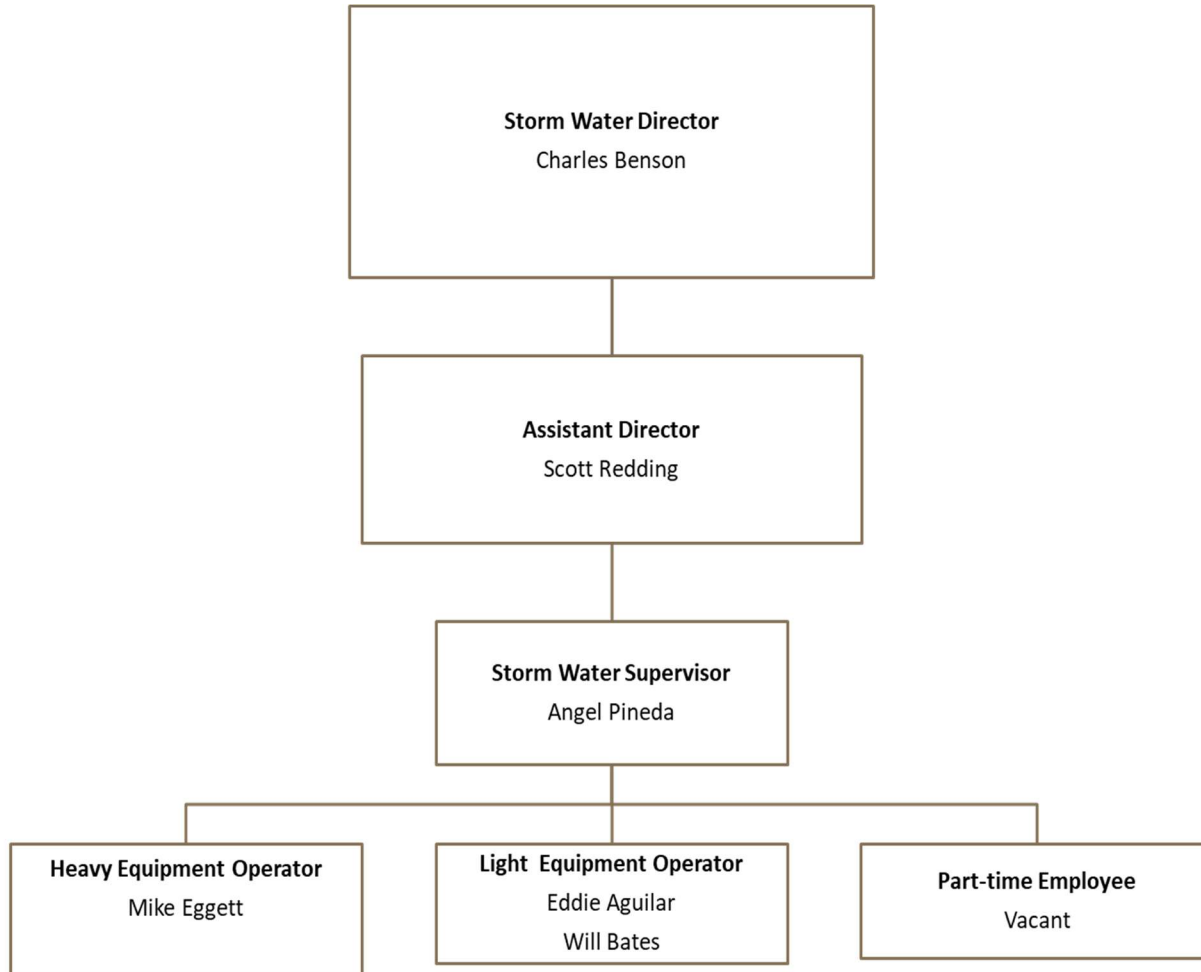 Storm Water Director
Charles Benson
Assistant Director
Scott Redding
Storm Water Supervisor
Angel Pineda
Heavy Equipment Operator
Mike Eggett
Light Equipment Operator
Eddie Aguilar
Will Bates
Part-time Employee
Vacant